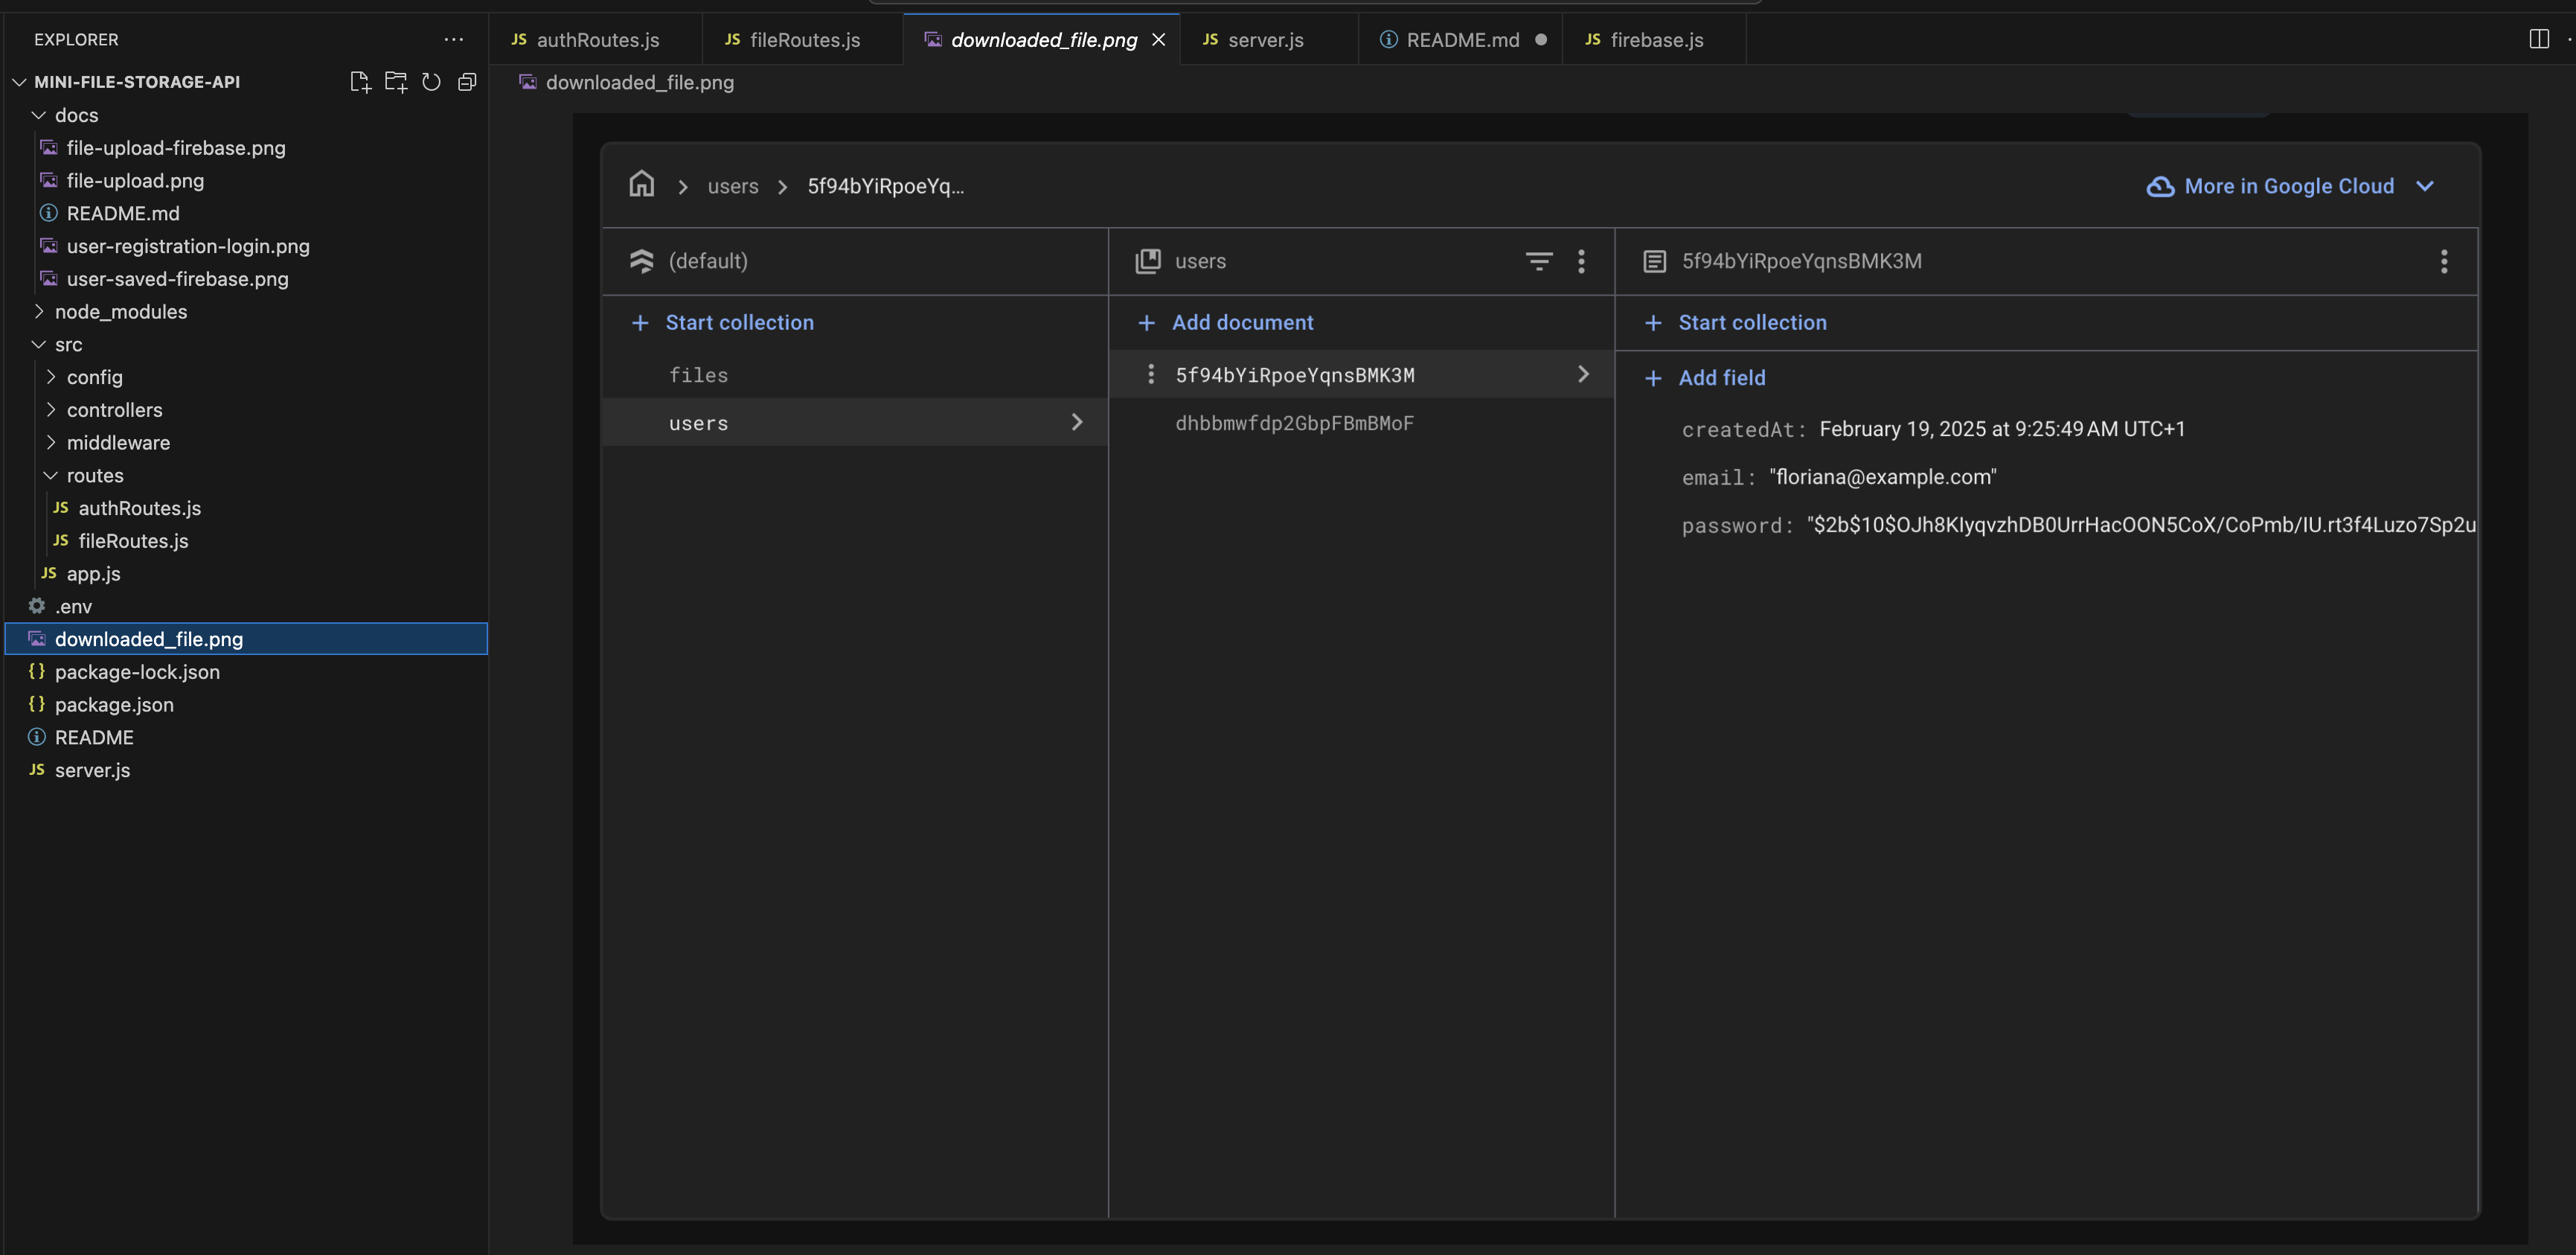 EXPLORER
MINI-FILE-STORAGE-API
docs
file-upload-firebase.png
file-upload.png
README.md
user-registration-login.png
user-saved-firebase.png
node_modules
src
config
controllers
middleware
routes
JS authRoutes.js
JS fileRoutes.js
JS app.js
.env
downloaded_file.png
{} package-lock.json
{} package.json
README
JS server.js
JS authRoutes.js
JS fileRoutes.js
downloaded_file.png
JS server.js
README.md
JS firebase.js
downloaded_file.png
users
5f94bYiRpoeYq...
More in Google Cloud
(default)
+ Start collection
files
users
users
+ Add document
5f94bYiRpoeYqnsBMK3M
dhbbmwfdp2GbpFBmBMoF
5f94bYiRpoeYqnsBMK3M
+ Start collection
+ Add field
createdAt: February 19, 2025 at 9:25:49 AM UTC+1
email: "floriana@example.com"
password: "$2b$10$OJh8KIyqvzhDB0UrrHacOON5CoX/CoPmb/IU.rt3f4Luzo7Sp2u